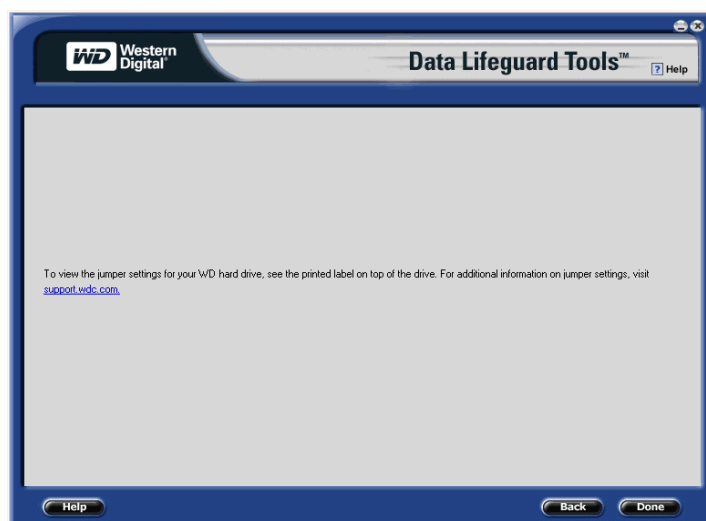 WD Western
Digital®
Data Lifeguard Tools™
? Help
To view the jumper settings for your WD hard drive, see the printed label on top of the drive. For additional information on jumper settings, visit
support.wdc.com.
Help
Back
Done